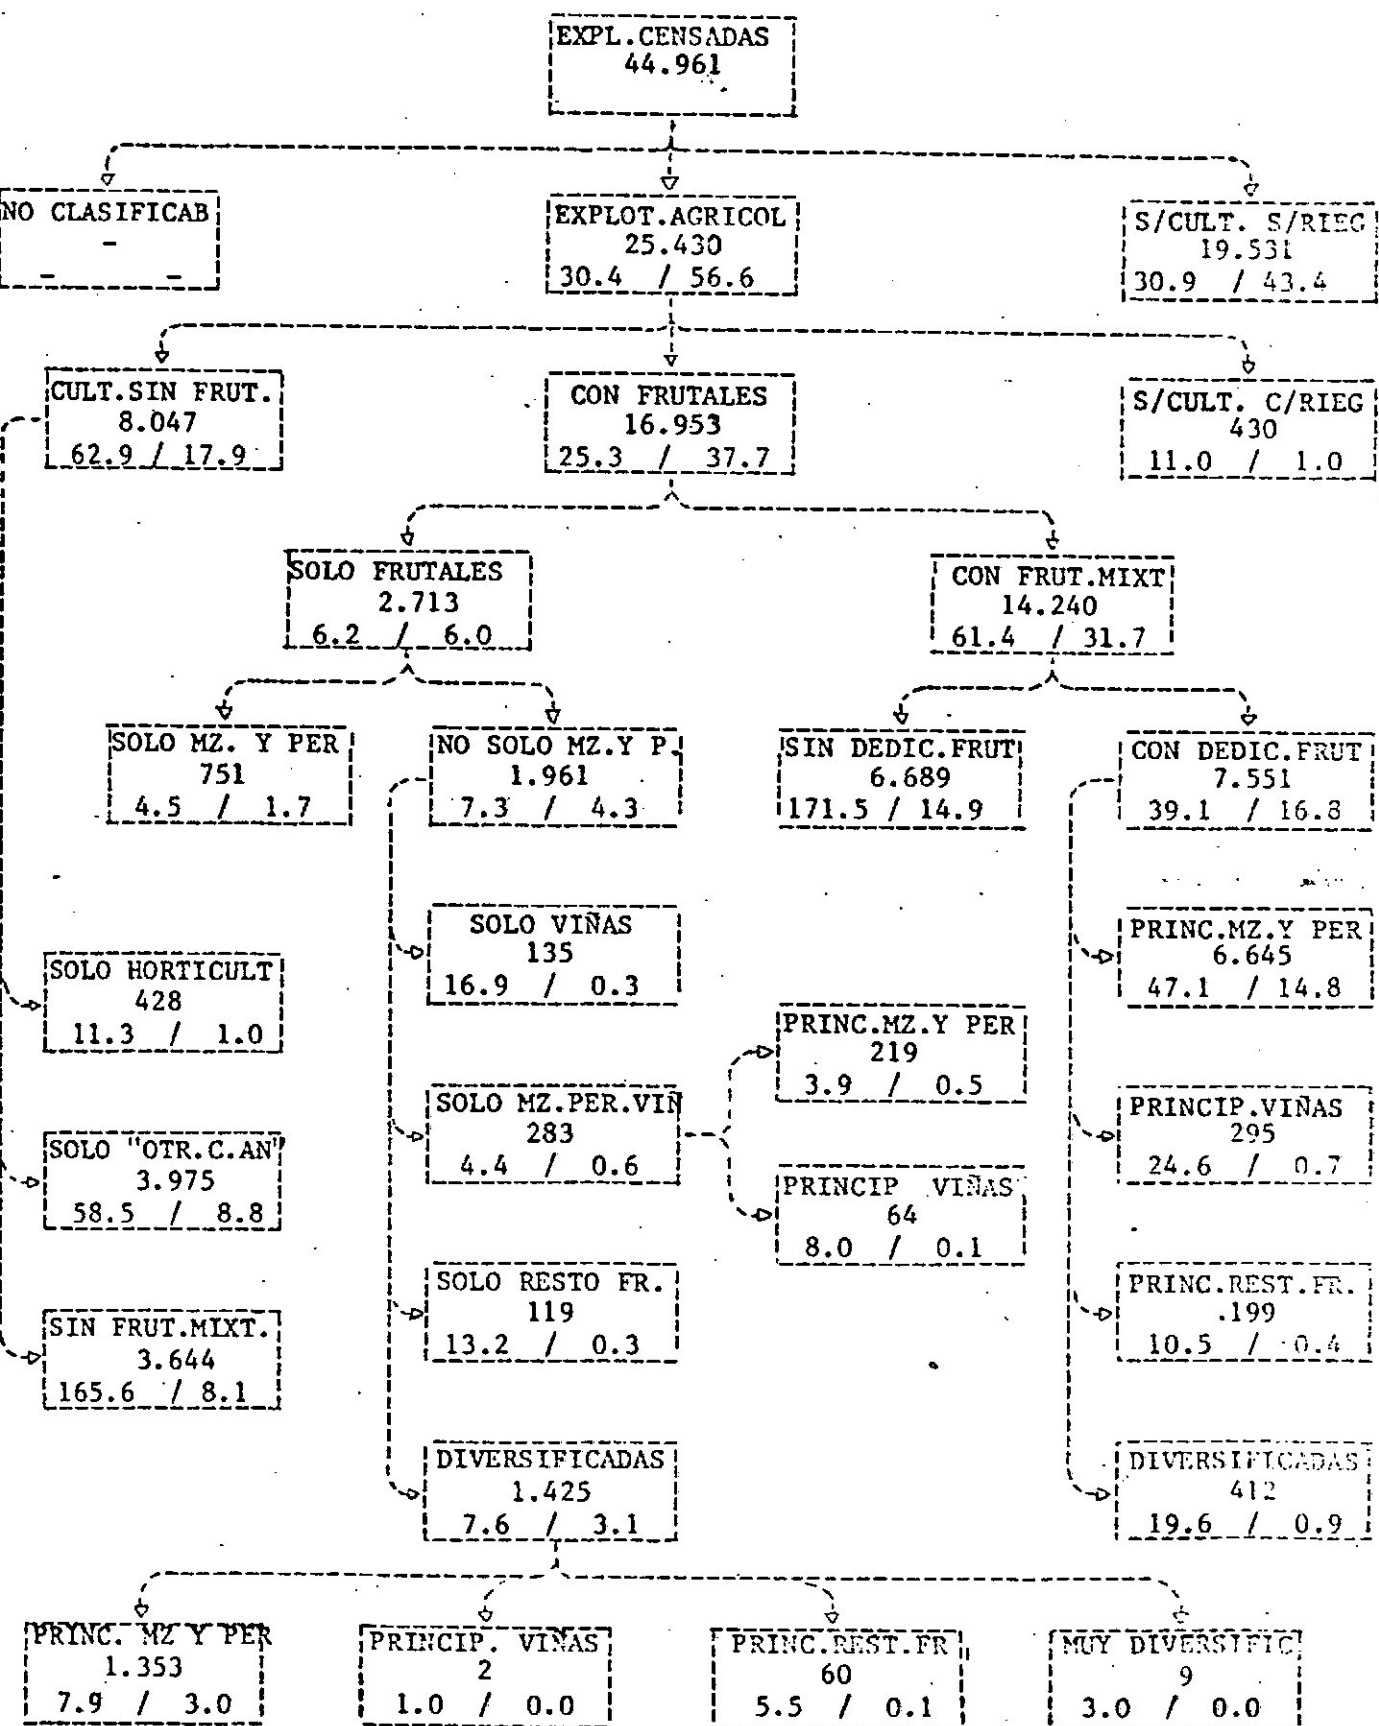 EXPL.CENSADAS
44.961
NO CLASIFICAB
-
- -
EXPLOT.AGRICOL
25.430
30.4 / 56.6
S/CULT. S/RIEG
19.531
30.9 / 43.4
CULT.SIN FRUT.
8.047
62.9 / 17.9
CON FRUTALES
16.953
25.3 / 37.7
S/CULT. C/RIEG
430
11.0 / 1.0
SOLO FRUTALES
2.713
6.2 / 6.0
CON FRUT.MIXT
14.240
61.4 / 31.7
SOLO MZ. Y PER
751
4.5 / 1.7
NO SOLO MZ.Y P.
1.961
7.3 / 4.3
SIN DEDIC.FRUT
6.689
171.5 / 14.9
CON DEDIC.FRUT
7.551
39.1 / 16.8
SOLO VIÑAS
135
16.9 / 0.3
PRINC.MZ.Y PER
6.645
47.1 / 14.8
SOLO HORTICULT
428
11.3 / 1.0
PRINC.MZ.Y PER
219
3.9 / 0.5
SOLO MZ.PER.VIÑ
283
4.4 / 0.6
PRINCIP.VIÑAS
295
24.6 / 0.7
SOLO "OTR.C.AN"
3.975
58.5 / 8.8
PRINCIP VIÑAS
64
8.0 / 0.1
SOLO RESTO FR.
119
13.2 / 0.3
PRINC.REST.FR.
.199
10.5 / 0.4
SIN FRUT.MIXT.
3.644
165.6 / 8.1
DIVERSIFICADAS
1.425
7.6 / 3.1
DIVERSIFICADAS
412
19.6 / 0.9
PRINC. MZ Y PER
1.353
7.9 / 3.0
PRINCIP. VIÑAS
2
1.0 / 0.0
PRINC.REST.FR
60
5.5 / 0.1
MUY DIVERSIFIC
9
3.0 / 0.0